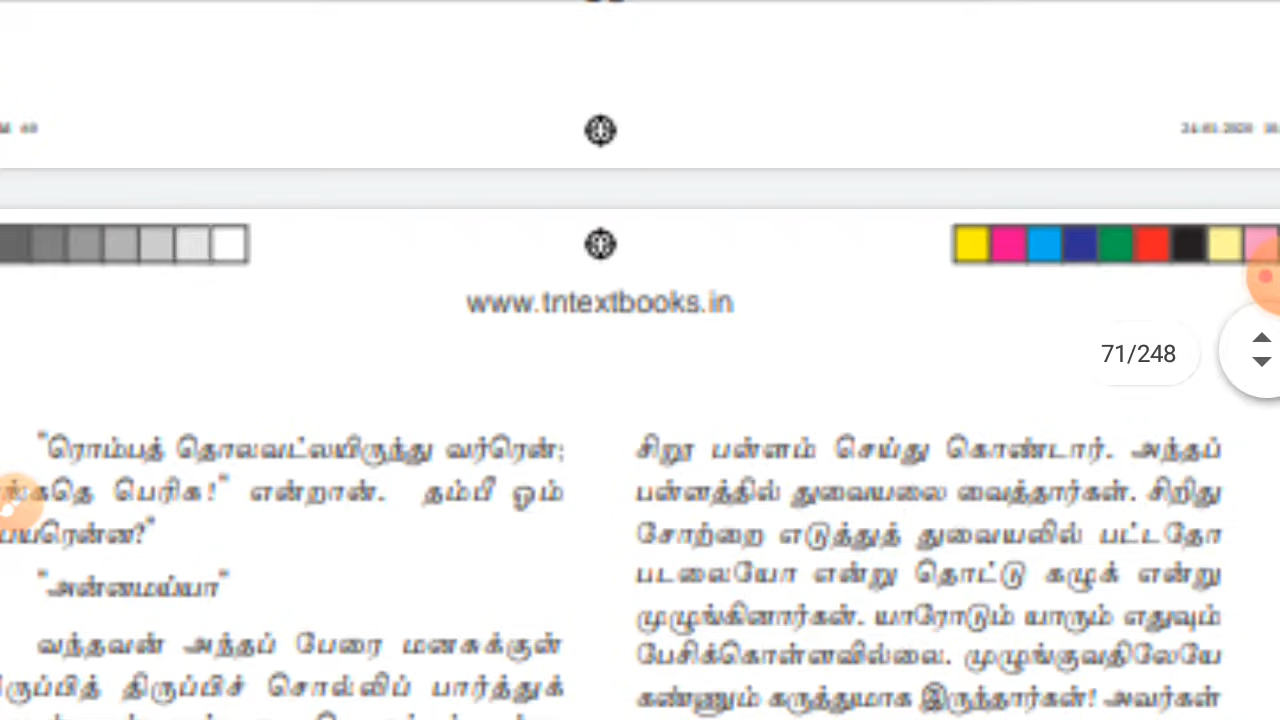 www.tntextbooks.in
71/248
"ரொம்பத் தொலவட்லயிருந்து வர்ரென்;
பெரிசு!" என்றான். தம்பீ ஓம்
"அன்னமய்யா"
வந்தவன் அந்தப் பேரை மனசுக்குள்
திருப்பிச் சொல்லிப் பார்த்துக்
சிறு பள்ளம் செய்து கொண்டார். அந்தப்
பள்ளத்தில் துவையலை வைத்தார்கள். சிறிது
சோற்றை எடுத்துத் துவையலில் பட்டதோ
படலையோ என்று தொட்டு கழுக் என்று
முழுங்கினார்கள். யாரோடும் யாரும் எதுவும்
பேசிக்கொள்ளவில்லை. முழுங்குவதிலேயே
கண்ணும் கருத்துமாக இருந்தார்கள்! அவர்கள்